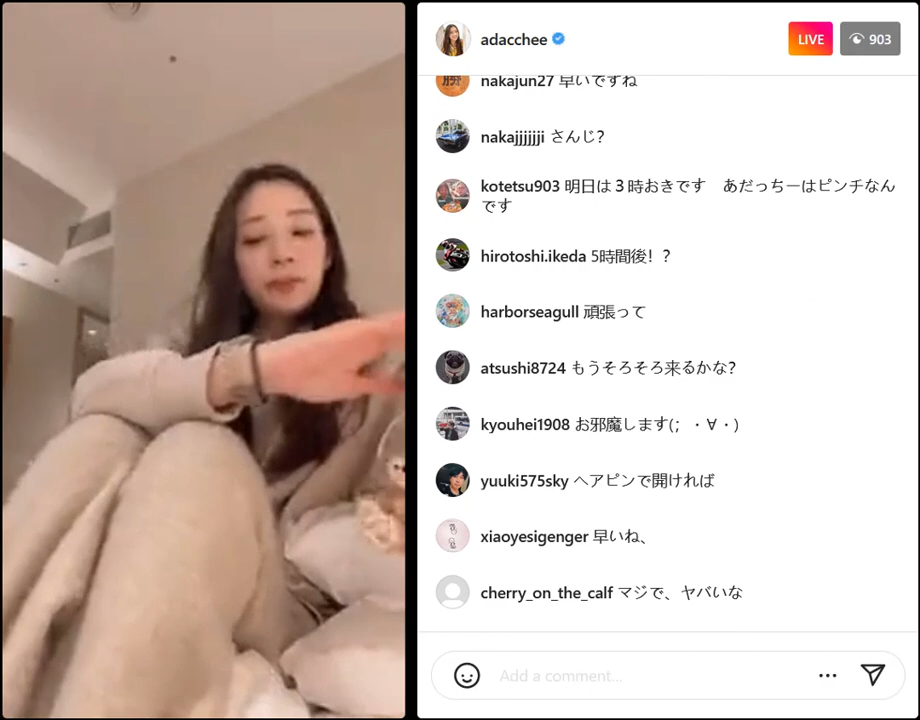 adacchee
LIVE
903
nakajun27 早いですね
nakajjjjjji さんじ?
kotetsu903 明日は３時おきです　あだっちーはピンチなん
です
hirotoshi.ikeda 5時間後！？
harborseagull 頑張って
atsushi8724 もうそろそろ来るかな?
kyouhei1908 お邪魔します(；・∀・)
yuuki575sky ヘアピンで開ければ
xiaoyesigenger 早いね、
cherry_on_the_calf マジで、ヤバいな
Add a comment...